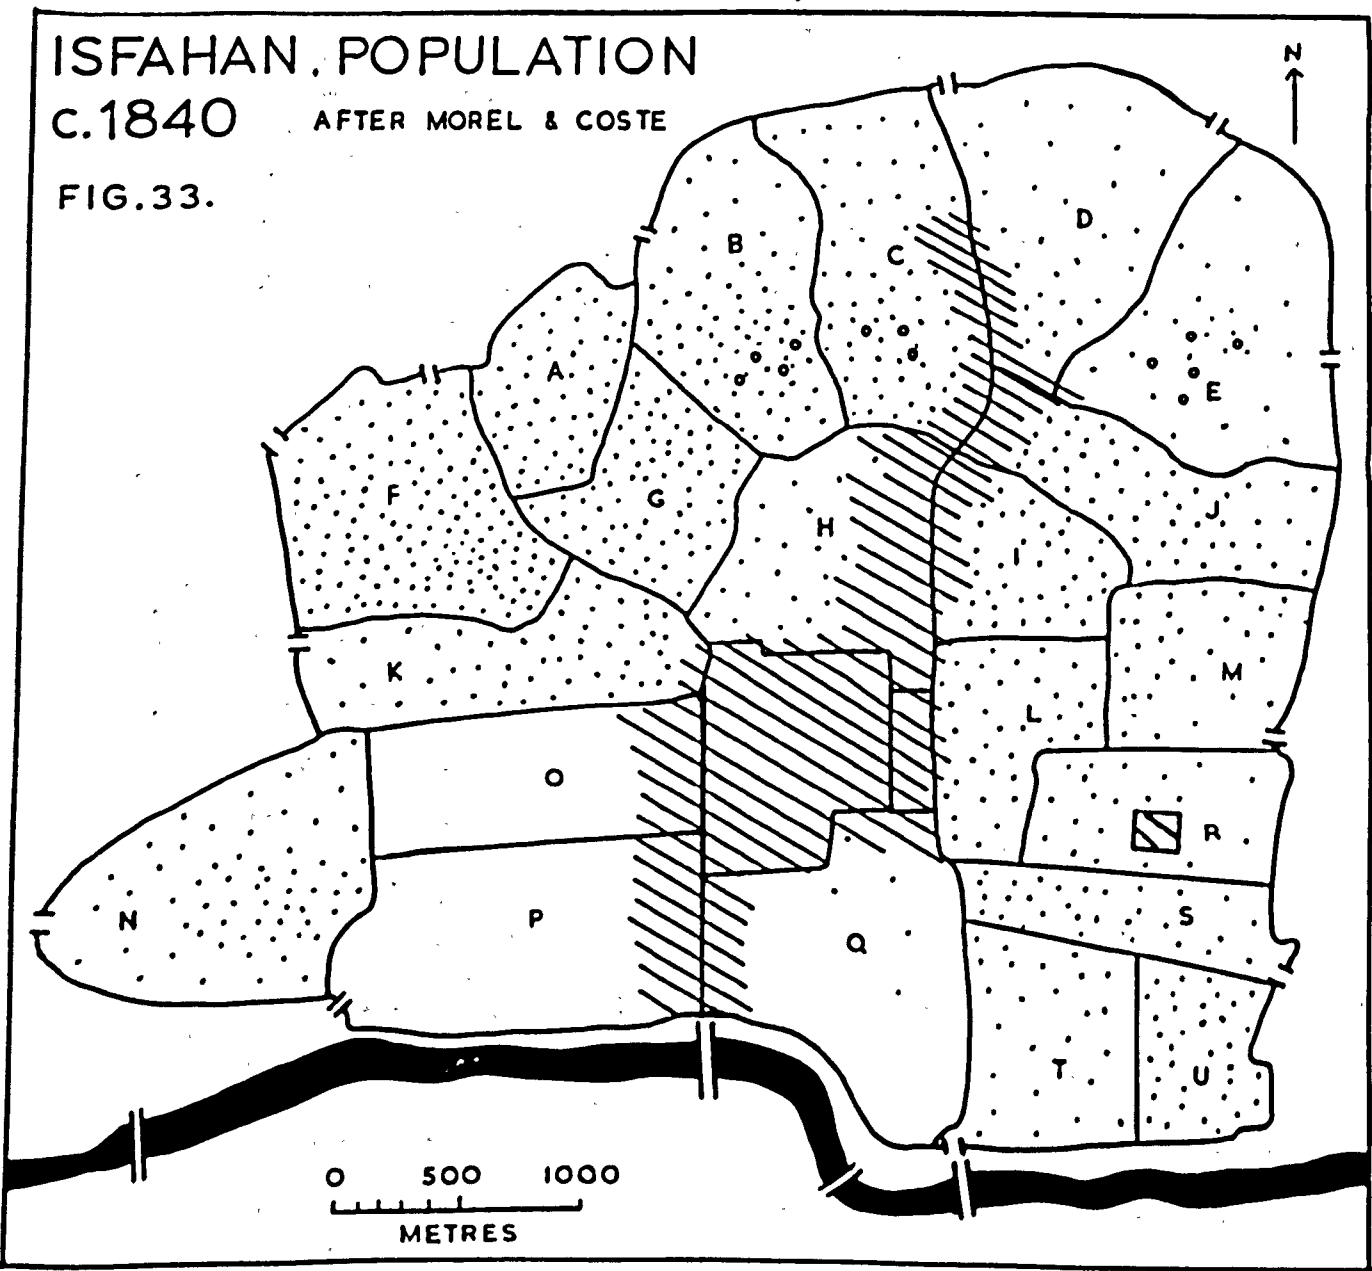 ISFAHAN. POPULATION
c.1840 AFTER MOREL & COSTE
FIG.33.
N
D
B
C
A
E
F
G
J
H
I
K
M
L
O
R
N
P
S
Q
T
U
0 500 1000
METRES